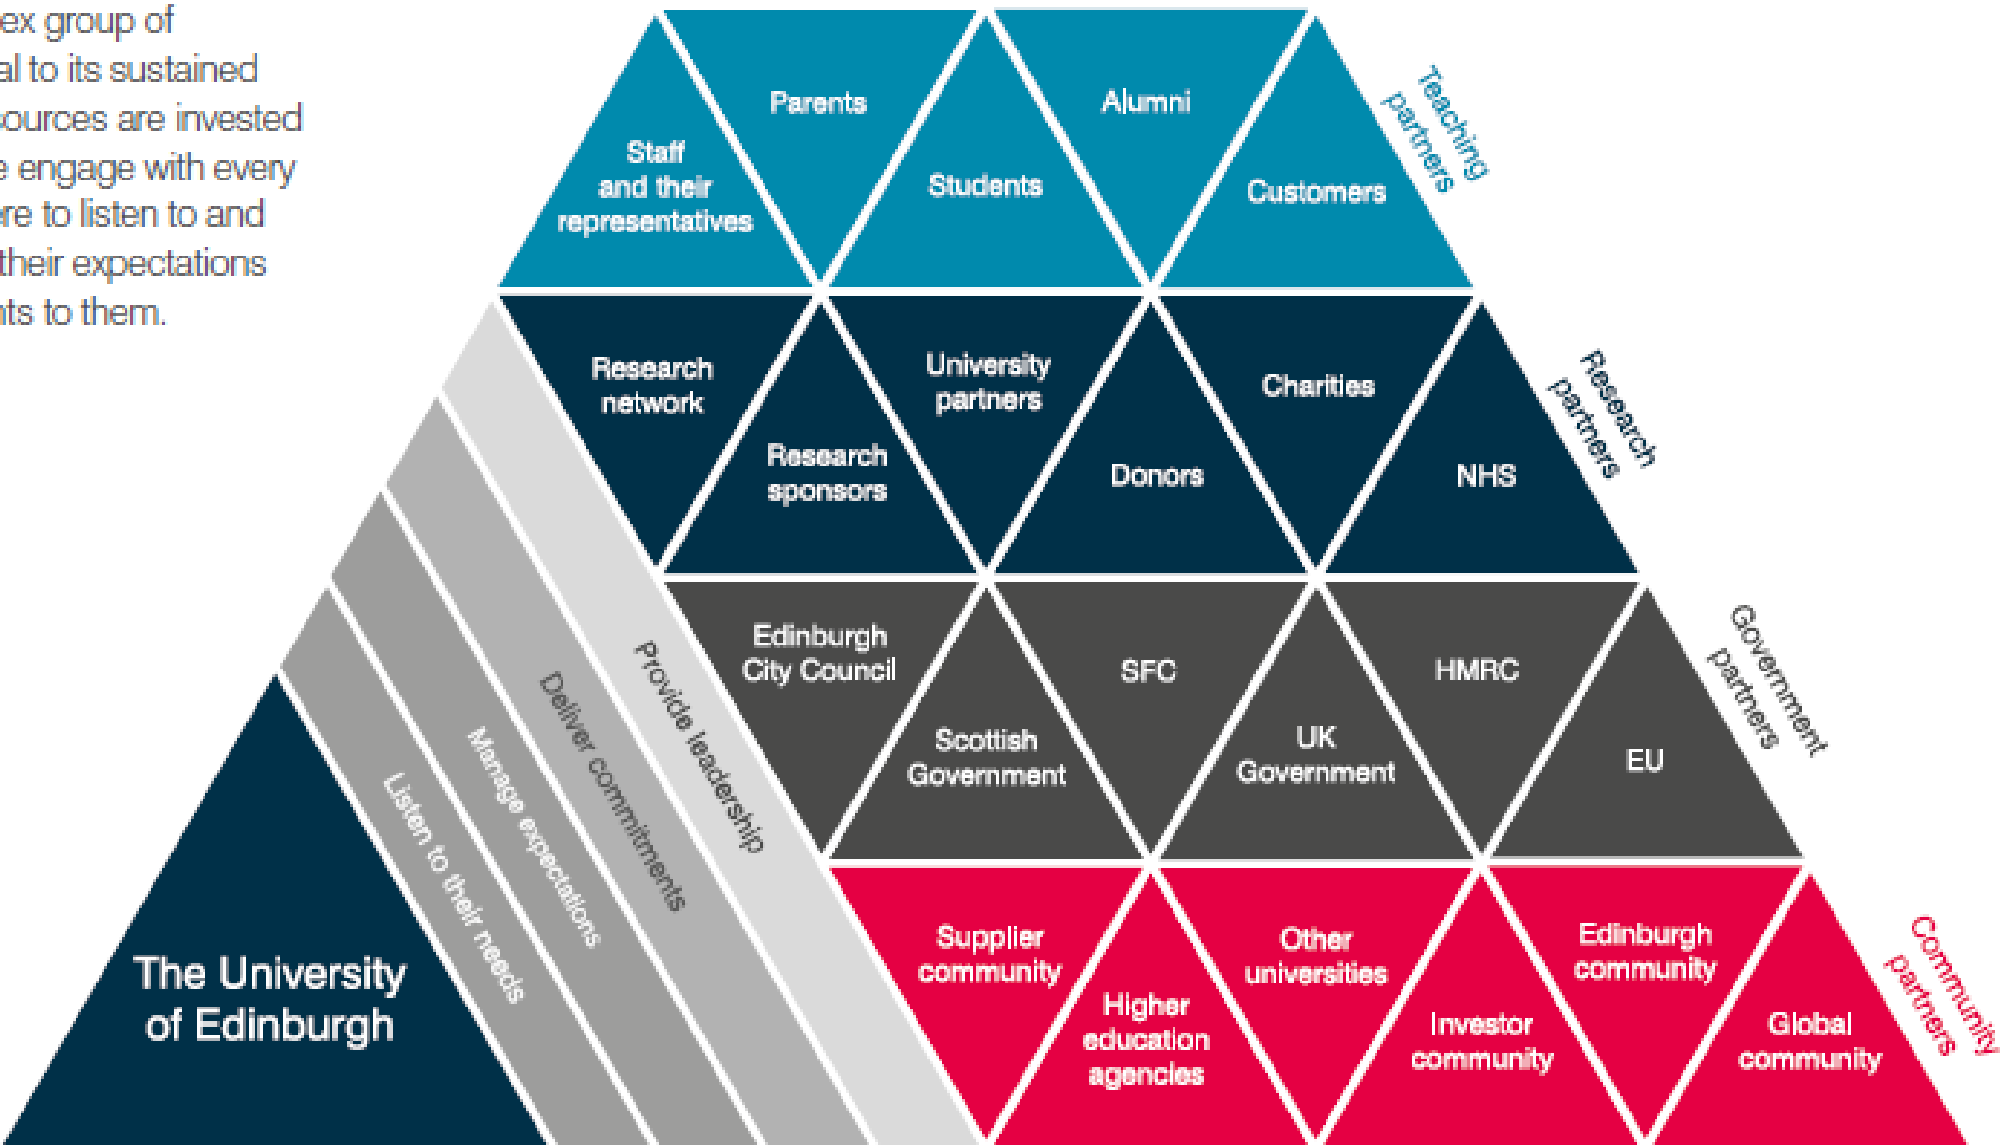 ex group of
al to its sustained
sources are invested
e engage with every
ere to listen to and
their expectations
nts to them.
Parents
Alumni
Staff
and their
representatives
Students
Customers
Teaching
partners
Research
network
University
partners
Charities
Research
sponsors
Donors
NHS
Research
partners
Edinburgh
City Council
SFC
HMRC
Scottish
Government
UK
Government
EU
Government
partners
Supplier
community
Other
universities
Edinburgh
community
Higher
education
agencies
Investor
community
Global
community
Community
partners
Provide leadership
Deliver commitments
Manage expectations
Listen to their needs
The University
of Edinburgh